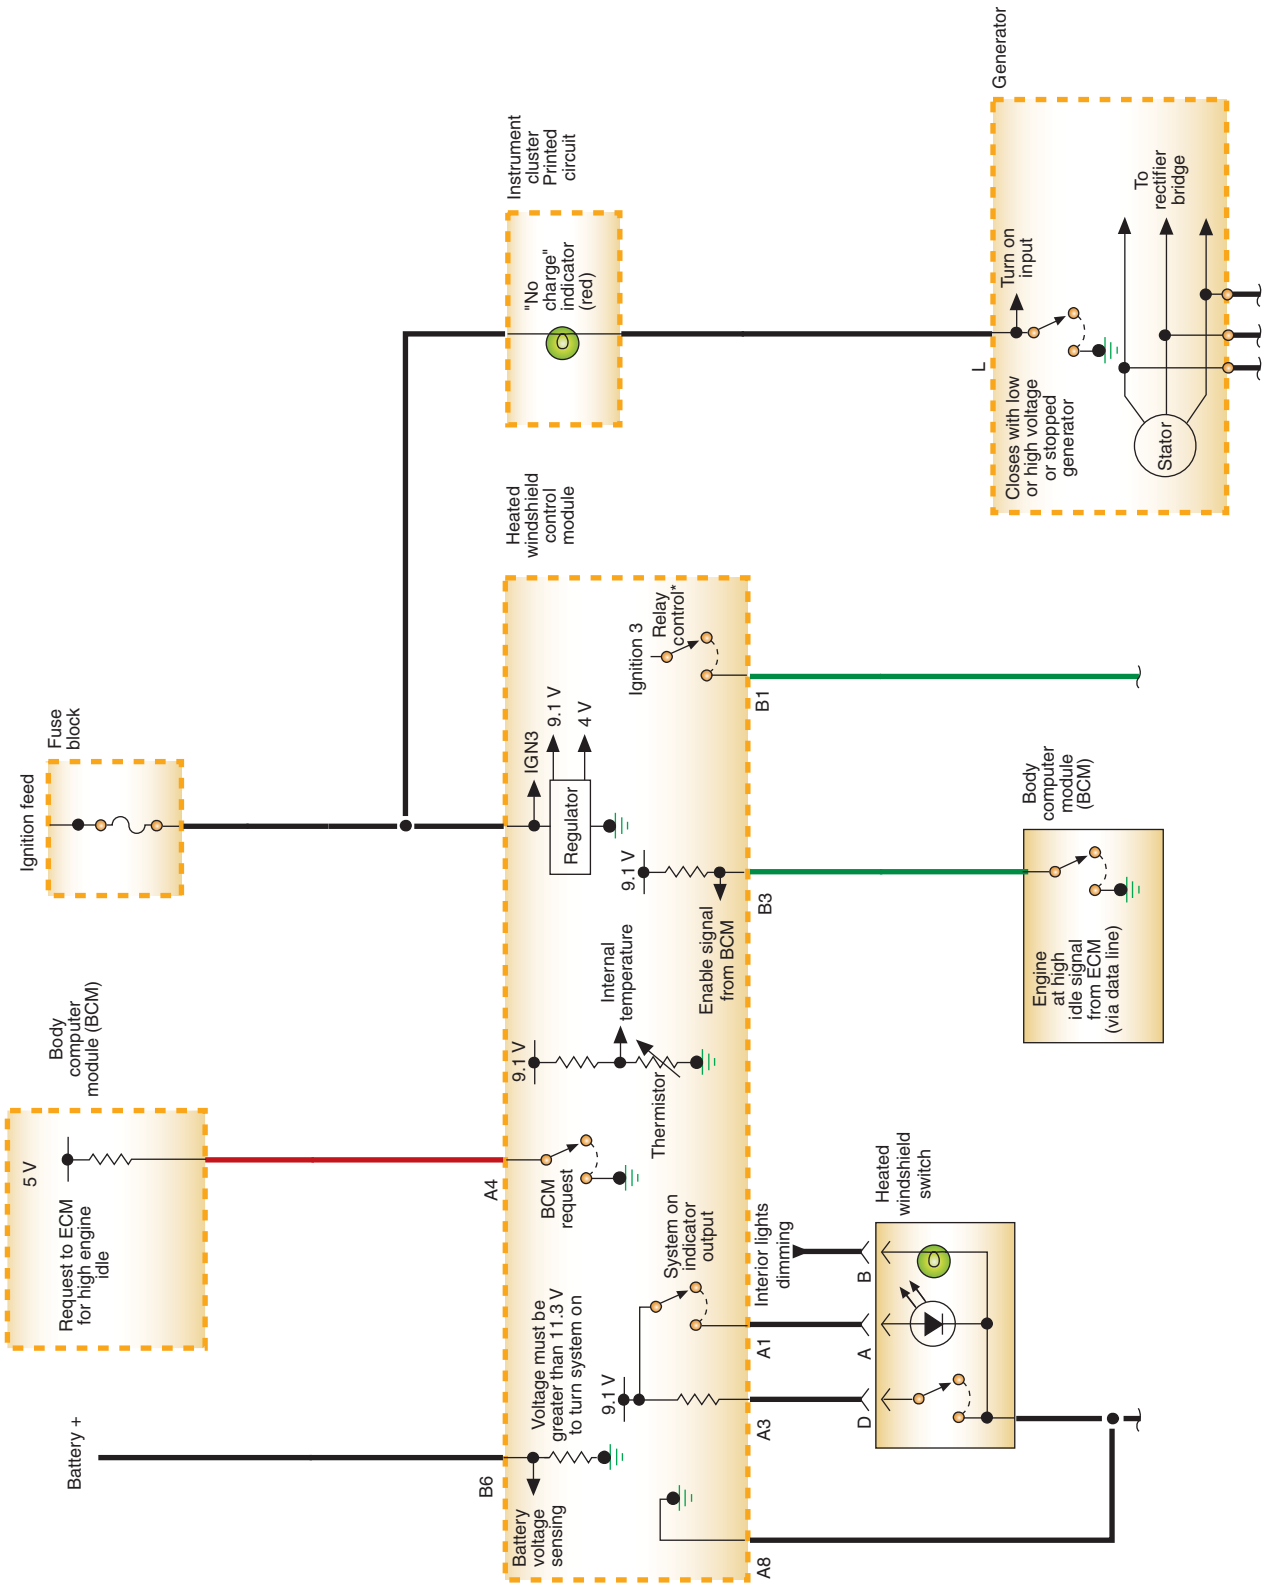 Battery +
5 V
Request to ECM
for high engine
idle
Body
computer
module (BCM)
Ignition feed
Fuse
block
B6
A4
Battery
voltage
sensing
Voltage must be
greater than 11.3 V
to turn system on
9.1 V
System on
indicator
output
BCM
request
9.1 V
Internal
temperature
Thermistor
9.1 V
Enable signal
from BCM
IGN3
9.1 V
4 V
Regulator
Ignition 3
Relay
control*
Heated
windshield
control
module
Instrument
cluster
Printed
circuit
"No
charge"
indicator
(red)
A8
A3
A1
Interior lights
dimming
B3
B1
D
A
B
Heated
windshield
switch
Engine
at high
idle signal
from ECM
(via data line)
Body
computer
module
(BCM)
L
Generator
Closes with low
or high voltage
or stopped
generator
Turn on
input
Stator
To
rectifier
bridge